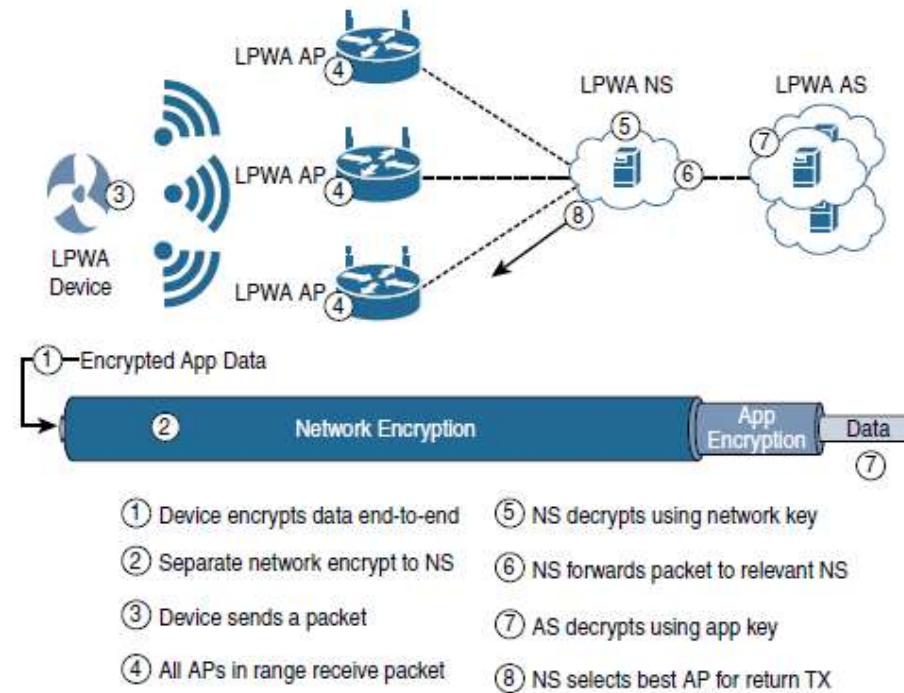 LPWA AP
④
LPWA NS
LPWA AS
⑤
⑦
③
LPWA AP
④
⑥
⑧
LPWA
Device
LPWA AP
④
① Encrypted App Data
② Network Encryption
App
Encryption
Data
⑦
① Device encrypts data end-to-end
② Separate network encrypt to NS
③ Device sends a packet
④ All APs in range receive packet
⑤ NS decrypts using network key
⑥ NS forwards packet to relevant NS
⑦ AS decrypts using app key
⑧ NS selects best AP for return TX